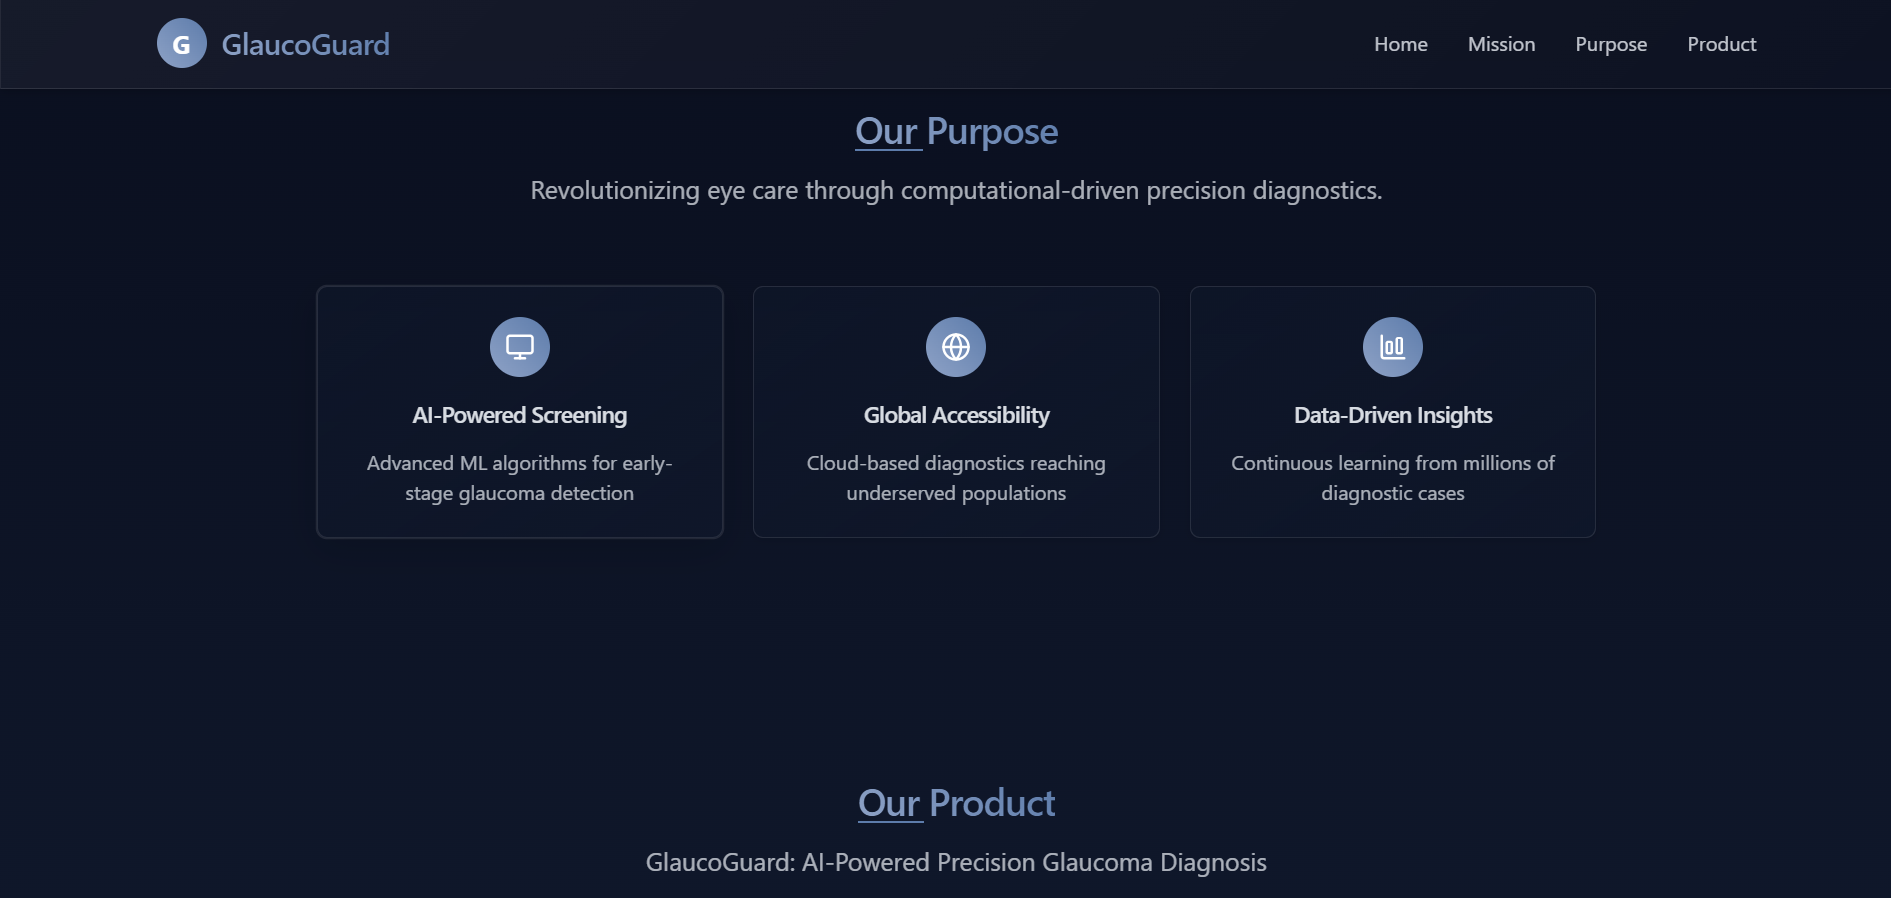 G GlaucoGuard
Home Mission Purpose Product
Our Purpose
Revolutionizing eye care through computational-driven precision diagnostics.
AI-Powered Screening
Advanced ML algorithms for early-
stage glaucoma detection
Global Accessibility
Cloud-based diagnostics reaching
underserved populations
Data-Driven Insights
Continuous learning from millions of
diagnostic cases
Our Product
GlaucoGuard: AI-Powered Precision Glaucoma Diagnosis